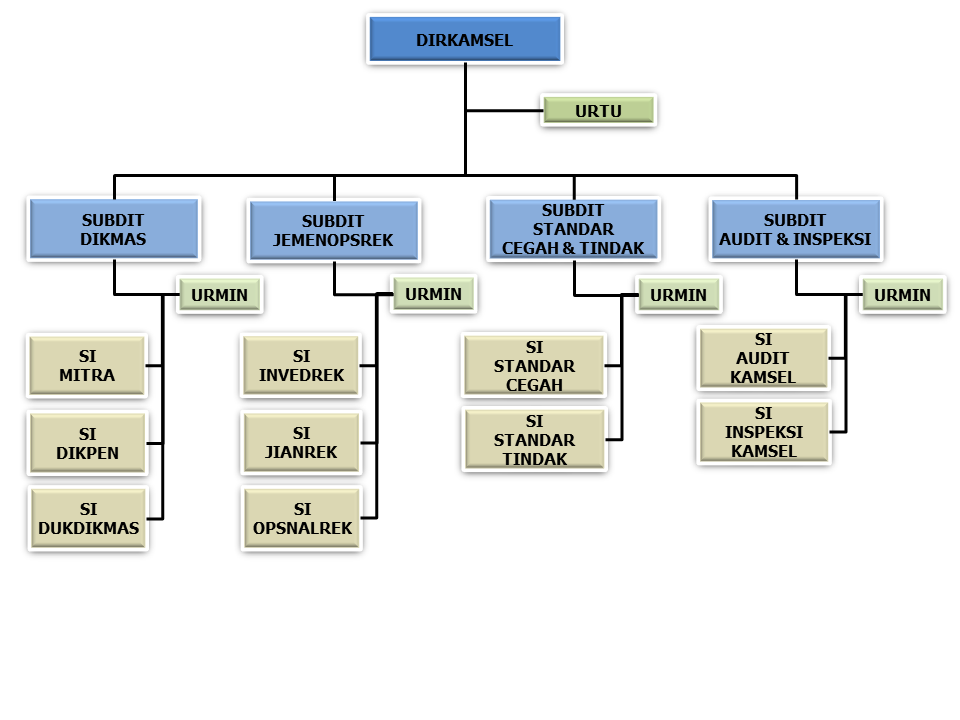 DIRKAMSEL
URTU
SUBDIT
DIKMAS
SUBDIT
JEMENOPSREK
SUBDIT
STANDAR
CEGAH & TINDAK
SUBDIT
AUDIT & INSPEKSI
URMIN
URMIN
URMIN
URMIN
SI
MITRA
SI
INVEDREK
SI
STANDAR
CEGAH
SI
AUDIT
KAMSEL
SI
DIKPEN
SI
JIANREK
SI
STANDAR
TINDAK
SI
INSPEKSI
KAMSEL
SI
DUKDIKMAS
SI
OPSNALREK